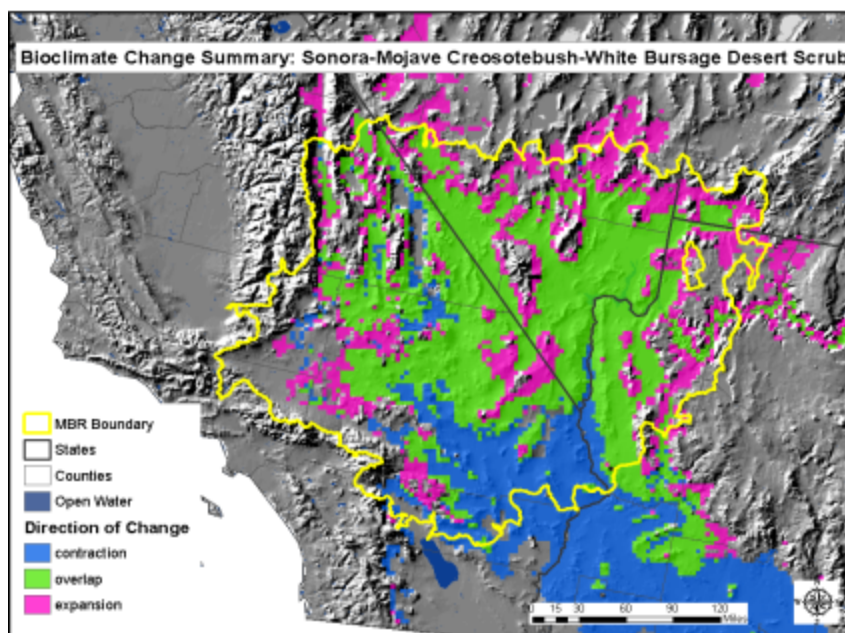 Bioclimate Change Summary: Sonora-Mojave Creosotebush-White Bursage Desert Scrub
MBR Boundary
States
Counties
Open Water
Direction of Change
contraction
overlap
expansion
0 15 30 60 90 120
Miles